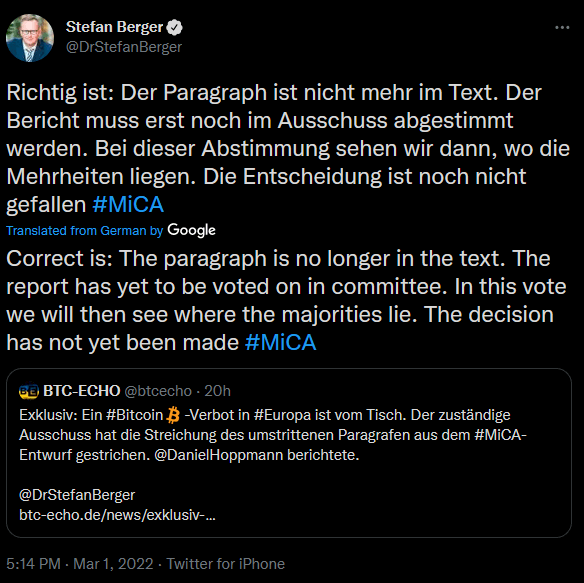 Stefan Berger
@DrStefanBerger
Richtig ist: Der Paragraph ist nicht mehr im Text. Der
Bericht muss erst noch im Ausschuss abgestimmt
werden. Bei dieser Abstimmung sehen wir dann, wo die
Mehrheiten liegen. Die Entscheidung ist noch nicht
gefallen #MiCA
Translated from German by Google
Correct is: The paragraph is no longer in the text. The
report has yet to be voted on in committee. In this vote
we will then see where the majorities lie. The decision
has not yet been made #MiCA
BTC-ECHO @btcecho · 20h
Exklusiv: Ein #Bitcoin -Verbot in #Europa ist vom Tisch. Der zuständige
Ausschuss hat die Streichung des umstrittenen Paragrafen aus dem #MiCA-
Entwurf gestrichen. @DanielHoppmann berichtete.
@DrStefanBerger
btc-echo.de/news/exklusiv-...
5:14 PM · Mar 1, 2022 · Twitter for iPhone